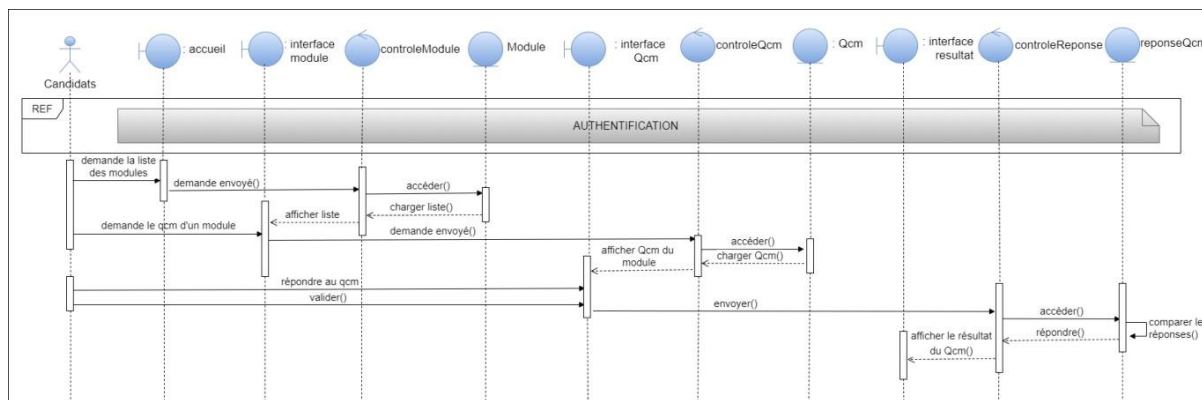 Candidats
: accueil
: interface
module
controleModule
Module
: interface
Qcm
controleQcm
: Qcm
: interface
resultat
controleReponse
reponseQcm
REF
AUTHENTIFICATION
demande la liste
des modules
demande envoyé()
accéder()
charger liste()
afficher liste
demande le qcm d'un module
demande envoyé()
accéder()
charger Qcm()
afficher Qcm du
module
répondre au qcm
valider()
envoyer()
accéder()
comparer le
réponses()
répondre()
afficher le résultat
du Qcm()